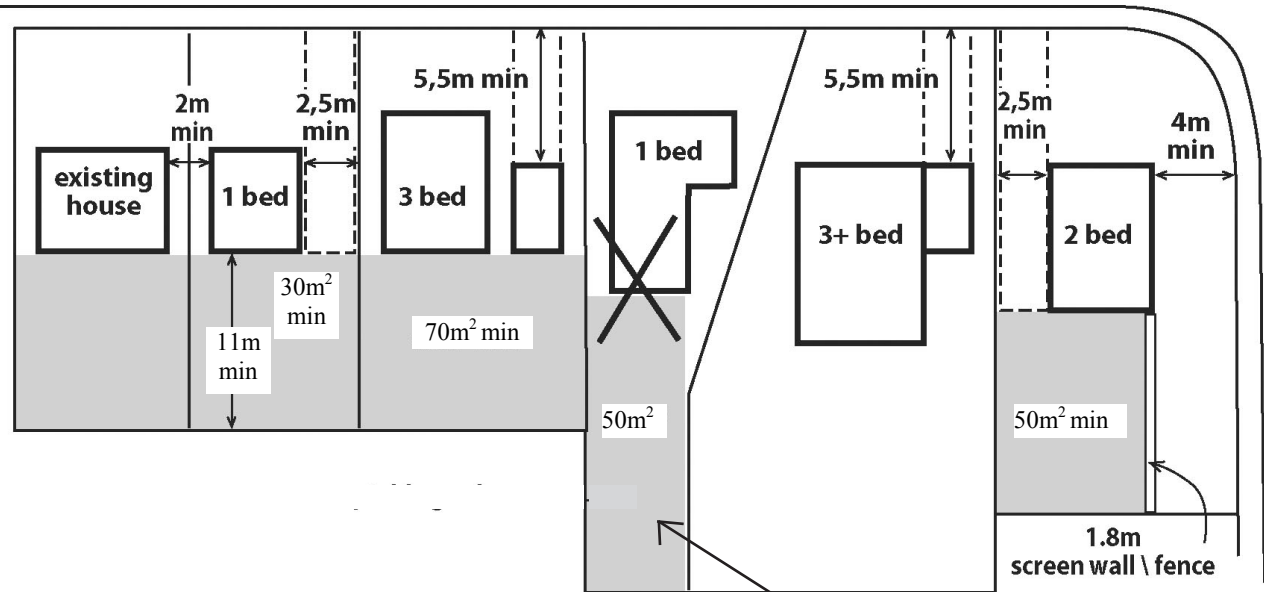 2m
min
2,5m
min
5,5m min
5,5m min
2,5m
min
4m
min
existing
house
1 bed
3 bed
1 bed
3+ bed
2 bed
30m²
min
11m
min
70m² min
50m²
50m² min
1.8m
screen wall \ fence